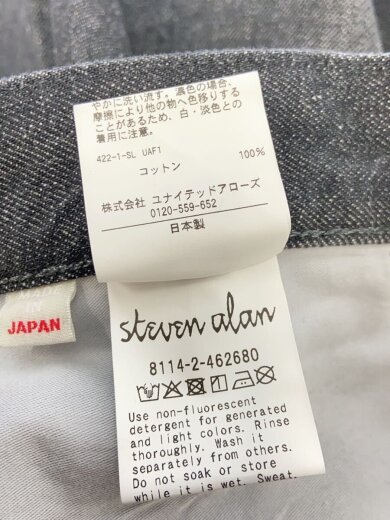 やかに洗い流す。濃色の場合、
摩擦により他の物へ色移りする
ことがあるため、白・淡色との
着用に注意。
422-1-SL UAF1
コットン 100%
株式会社 ユナイテッドアローズ
0120-559-652
日本製
MADE
IN
JAPAN
steven alan
8114-2-462680
Use non-fluorescent
detergent for generated
and light colors. Rinse
thoroughly. Wash it
separately from others.
Do not soak or store
while it is wet. Sweat,